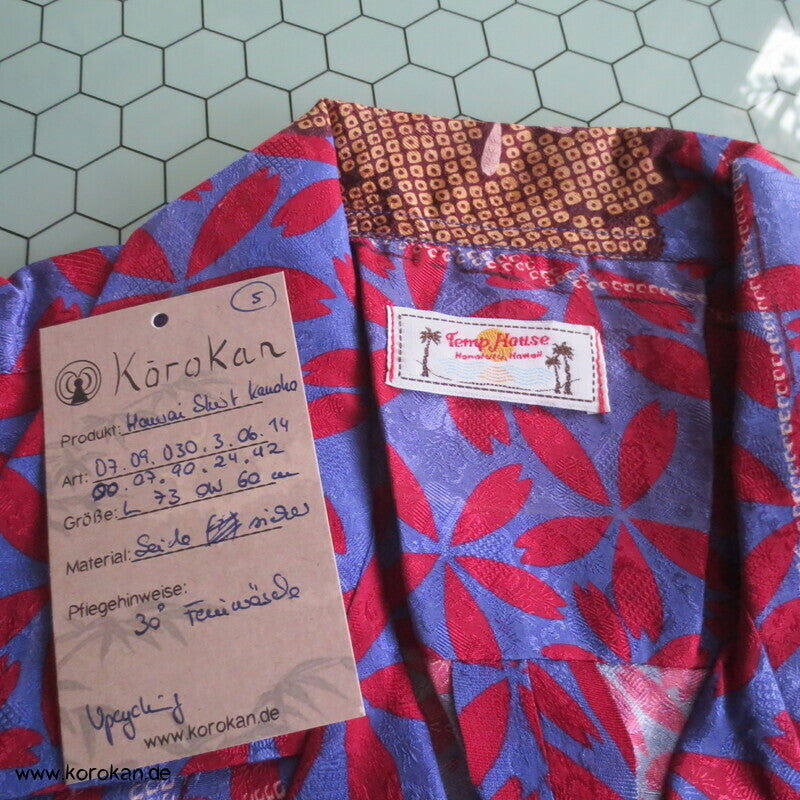 5
KōroKan
Produkt: Hawai Shirt Kanoko
Art: 07.09.030.3.06.14
00.07.90.24.42
Größe: L 73 OW 60 cm
Material: Seide sicher
Pflegehinweise:
30° Feinwäsche
Upcycling
www.korokan.de
Temp House
Honolulu, Hawaii
www.korokan.de